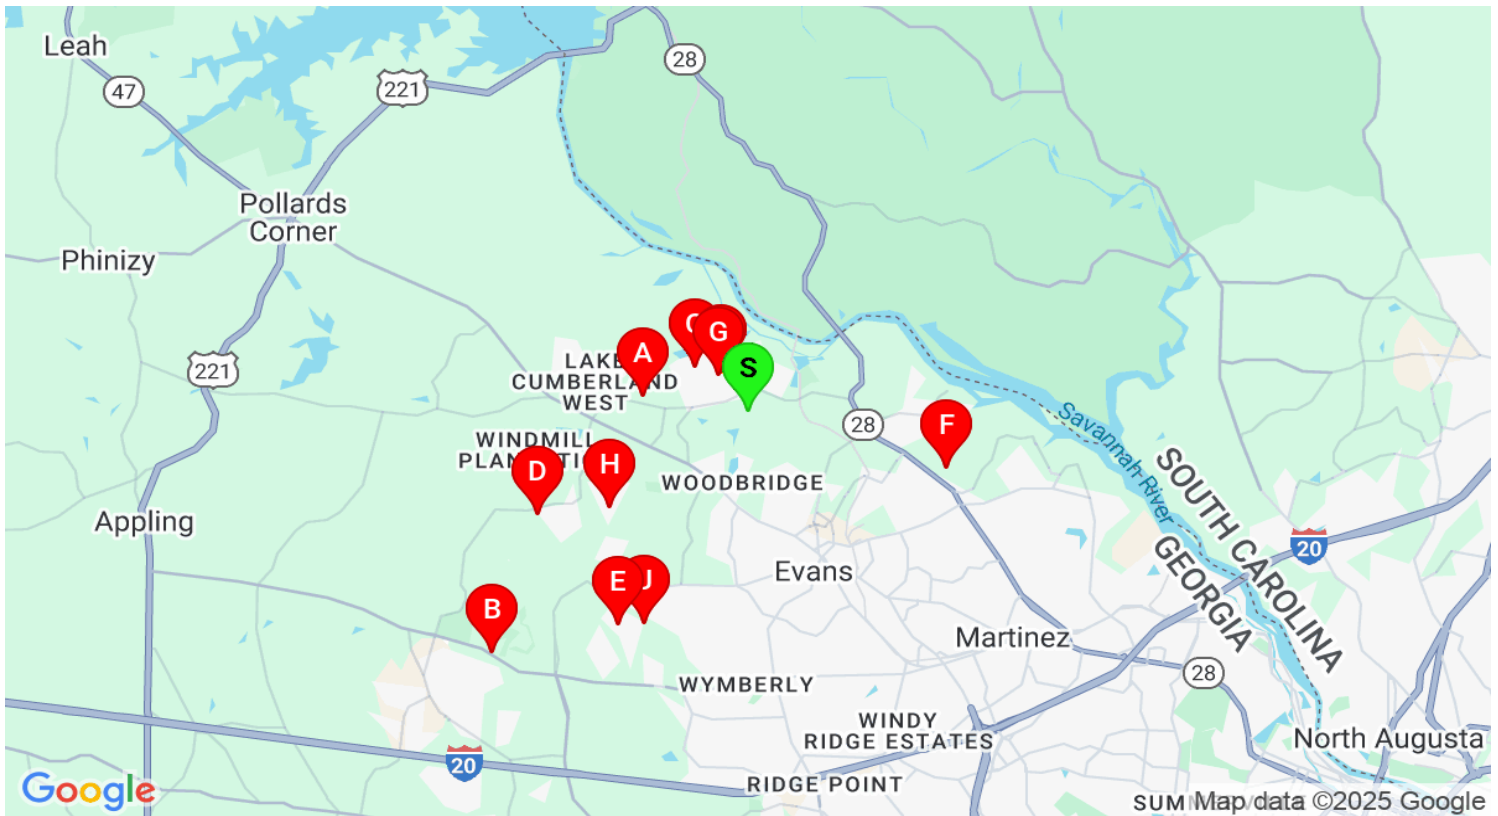 Leah
47
221
28
Pollards
Corner
Phinizy
221
A
G
S
LAKE
CUMBERLAND
WEST
28
F
Savannah River
WINDMILL
D
H
WOODBRIDGE
SOUTH CAROLINA
GEORGIA
Appling
20
Evans
B
E
J
Martinez
28
WYMBERLY
WINDY
RIDGE ESTATES
North Augusta
20
RIDGE POINT
Google
Map data ©2025 Google